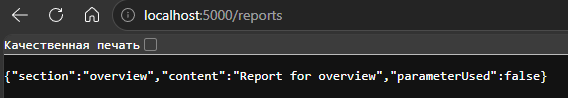 localhost:5000/reports
Качественная печать
{"section":"overview","content":"Report for overview","parameterUsed":false}